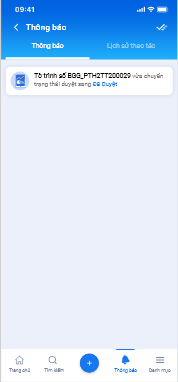 09:41
Thông báo
Thông báo Lịch sử theo tác
Tờ trình số BGG_PTH2TT200029 vừa chuyển
trạng thái duyệt sang Đã Duyệt
Trang chủ Tìm kiếm Thông báo Danh mục